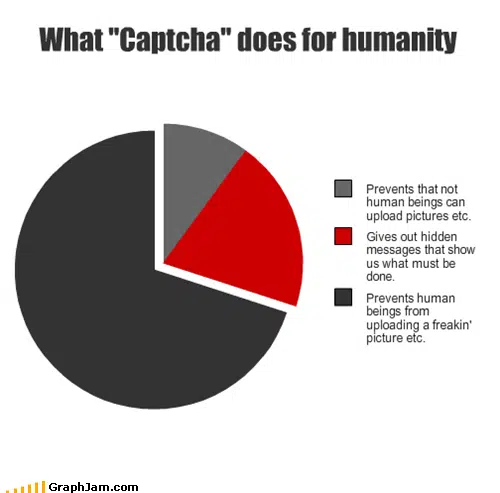 What "Captcha" does for humanity
Prevents that not
human beings can
upload pictures etc.
Gives out hidden
messages that show
us what must be
done.
Prevents human
beings from
uploading a freakin'
picture etc.
GraphJam.com